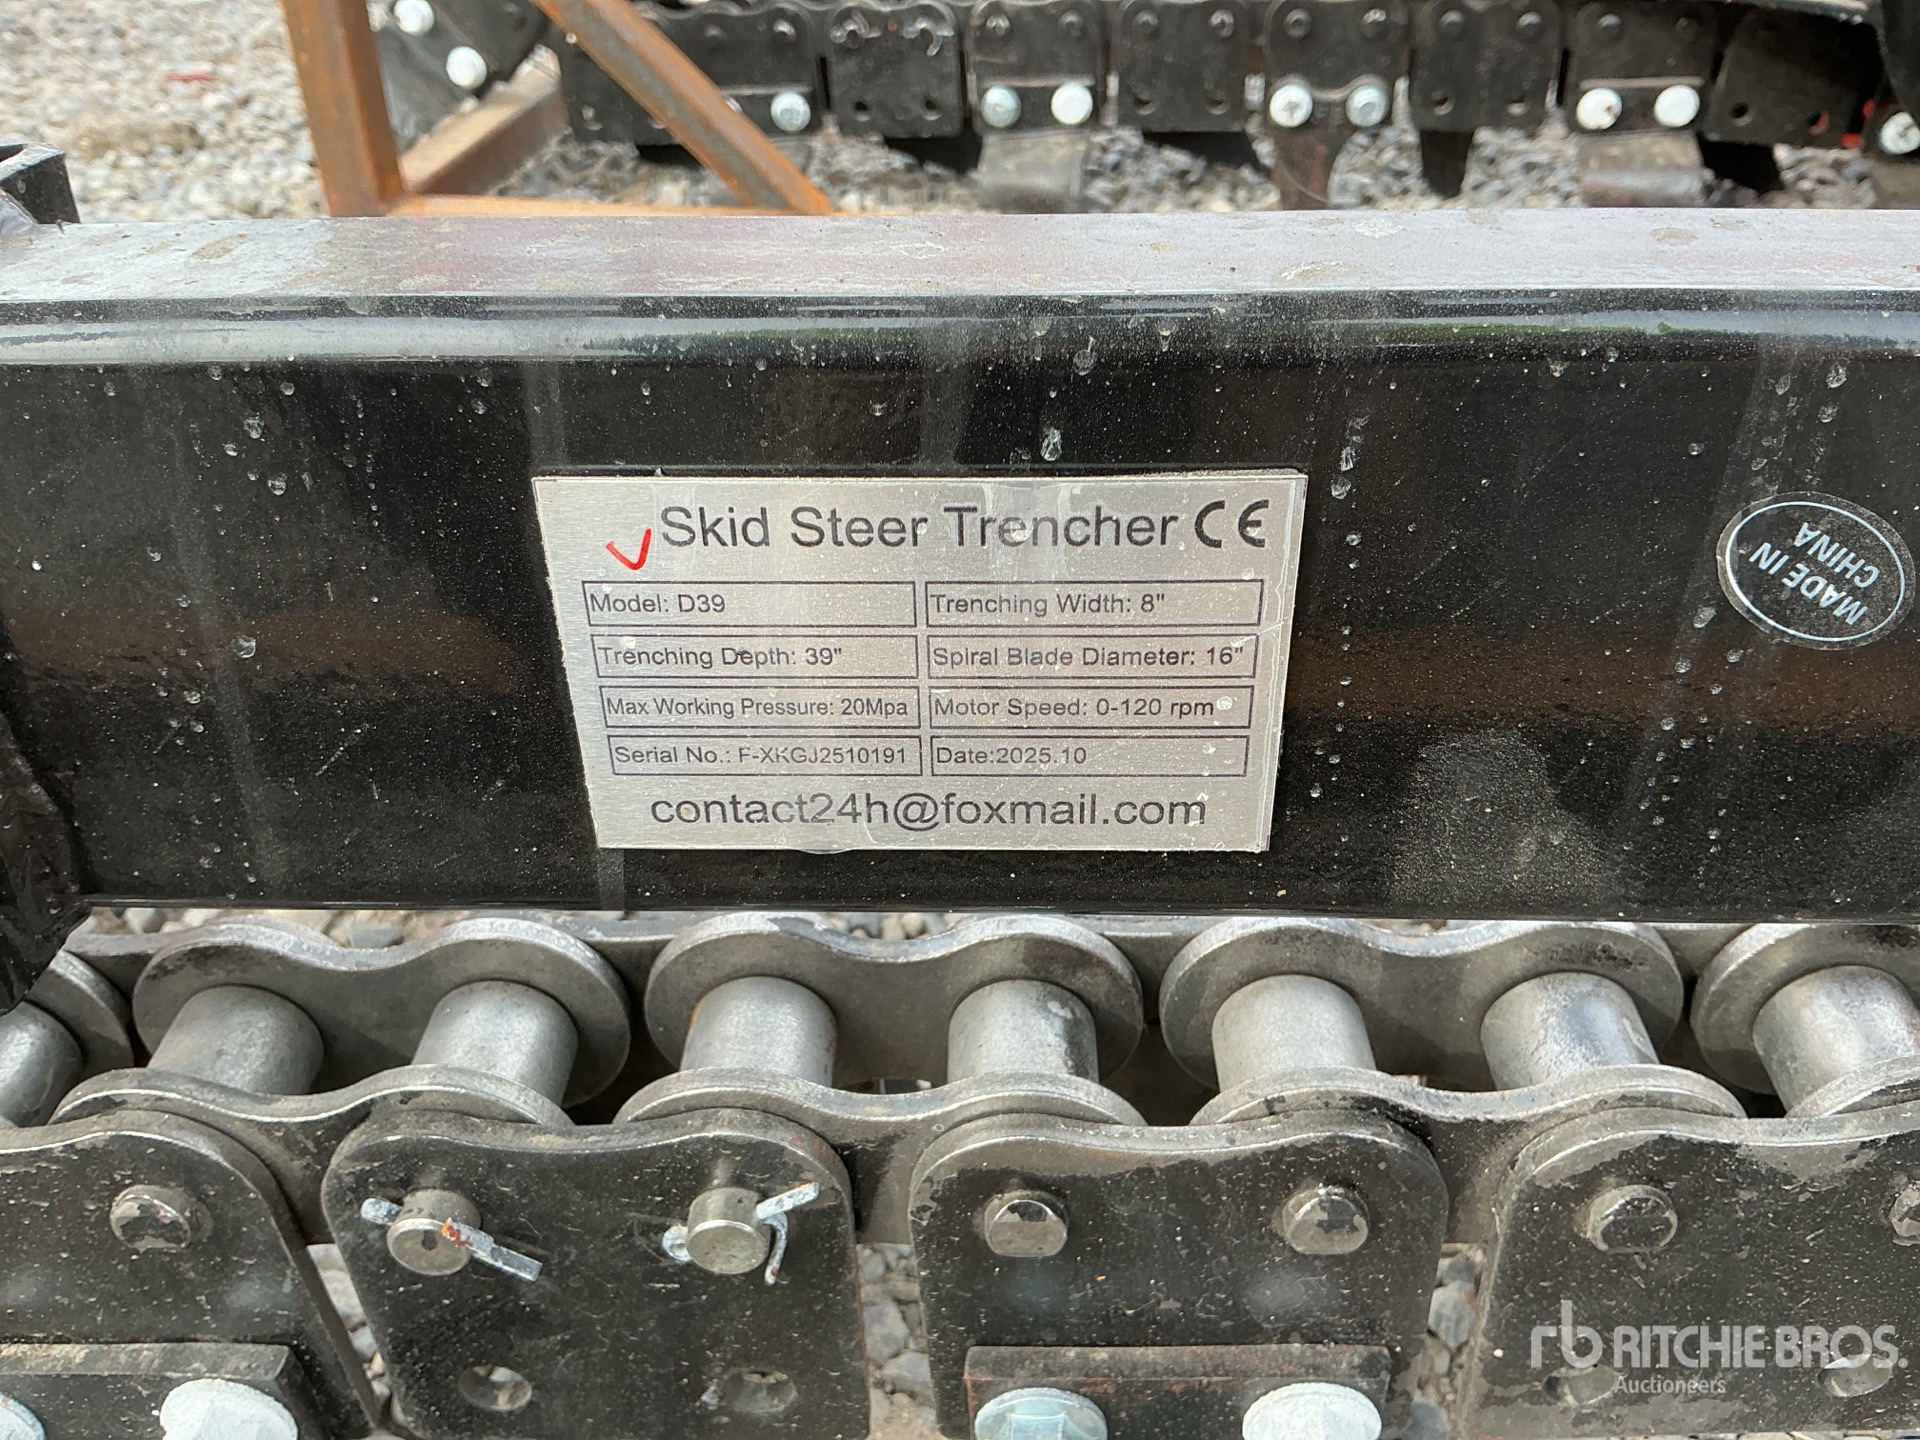 Skid Steer Trencher CE
Model: D39
Trenching Width: 8"
Trenching Depth: 39"
Spiral Blade Diameter: 16"
Max Working Pressure: 20Mpa
Motor Speed: 0-120 rpm
Serial No.: F-XKGJ2510191
Date:2025.10
contact24h@foxmail.com
MADE IN
CHINA
rb RITCHIE BROS.
Auctioneers